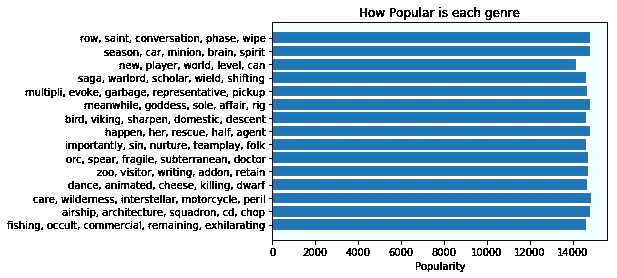 How Popular is each genre
row, saint, conversation, phase, wipe
season, car, minion, brain, spirit
new, player, world, level, can
saga, warlord, scholar, wield, shifting
multipli, evoke, garbage, representative, pickup
meanwhile, goddess, sole, affair, rig
bird, viking, sharpen, domestic, descent
happen, her, rescue, half, agent
importantly, sin, nurture, teamplay, folk
orc, spear, fragile, subterranean, doctor
zoo, visitor, writing, addon, retain
dance, animated, cheese, killing, dwarf
care, wilderness, interstellar, motorcycle, peril
airship, architecture, squadron, cd, chop
fishing, occult, commercial, remaining, exhilarating
0 2000 4000 6000 8000 10000 12000 14000
Popularity